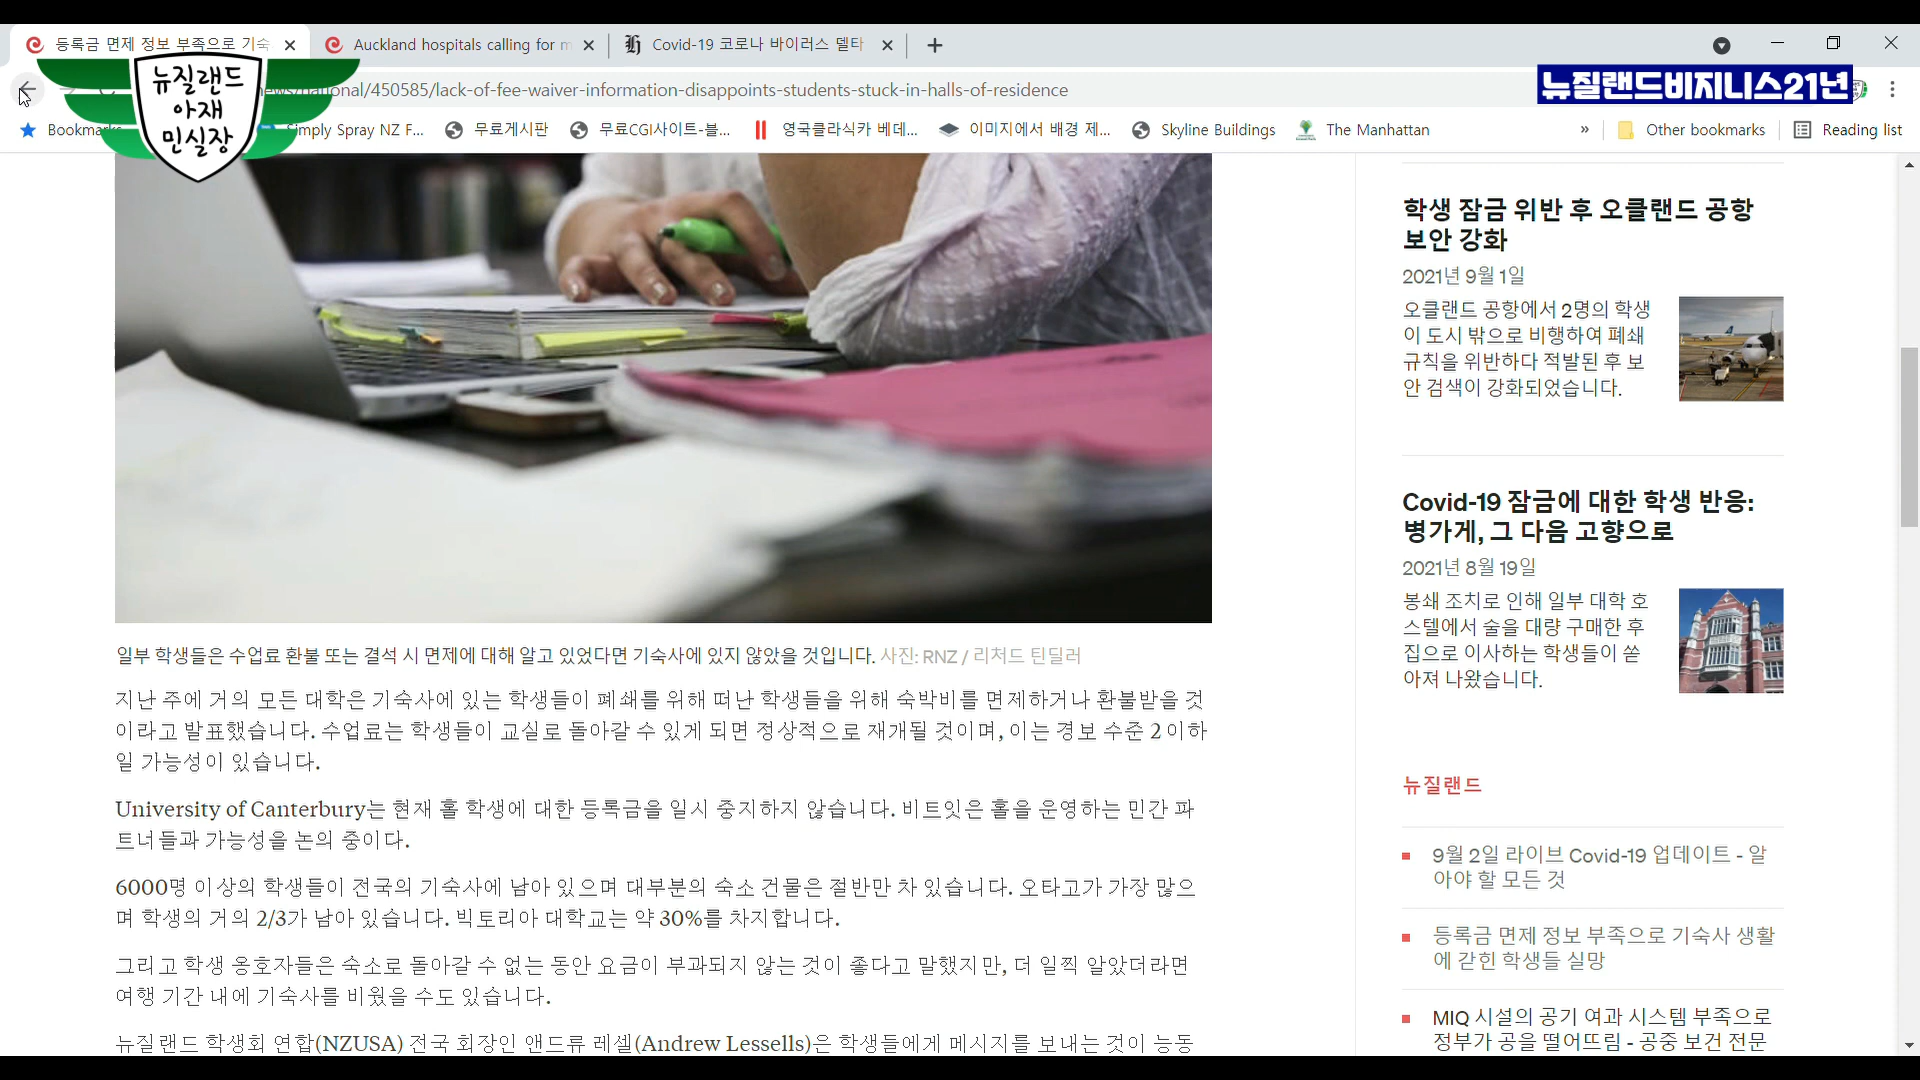 등록금 면제 정보 부족으로 기숙
Auckland hospitals calling for m
Covid-19 코로나 바이러스 델타
뉴질랜드
아재
민실장
news/national/450585/lack-of-fee-waiver-information-disappoints-students-stuck-in-halls-of-residence
뉴질랜드비지니스21년
Bookmarks
Simply Spray NZ F...
무료게시판
무료CGI사이트-블...
영국클라식카 베데...
이미지에서 배경 제...
Skyline Buildings
The Manhattan
»
Other bookmarks
Reading list
일부 학생들은 수업료 환불 또는 결석 시 면제에 대해 알고 있었다면 기숙사에 있지 않았을 것입니다. 사진: RNZ / 리처드 틴딜러
지난 주에 거의 모든 대학은 기숙사에 있는 학생들이 폐쇄를 위해 떠난 학생들을 위해 숙박비를 면제하거나 환불받을 것
이라고 발표했습니다. 수업료는 학생들이 교실로 돌아갈 수 있게 되면 정상적으로 재개될 것이며, 이는 경보 수준 2 이하
일 가능성이 있습니다.
University of Canterbury는 현재 홀 학생에 대한 등록금을 일시 중지하지 않습니다. 비트잇은 홀을 운영하는 민간 파
트너들과 가능성을 논의 중이다.
6000명 이상의 학생들이 전국의 기숙사에 남아 있으며 대부분의 숙소 건물은 절반만 차 있습니다. 오타고가 가장 많으
며 학생의 거의 2/3가 남아 있습니다. 빅토리아 대학교는 약 30%를 차지합니다.
그리고 학생 옹호자들은 숙소로 돌아갈 수 없는 동안 요금이 부과되지 않는 것이 좋다고 말했지만, 더 일찍 알았더라면
여행 기간 내에 기숙사를 비웠을 수도 있습니다.
뉴질랜드 학생회 연합(NZUSA) 전국 회장인 앤드류 레셀(Andrew Lessells)은 학생들에게 메시지를 보내는 것이 능동
학생 잠금 위반 후 오클랜드 공항
보안 강화
2021년 9월 1일
오클랜드 공항에서 2명의 학생
이 도시 밖으로 비행하여 폐쇄
규칙을 위반하다 적발된 후 보
안 검색이 강화되었습니다.
Covid-19 잠금에 대한 학생 반응:
병가게, 그 다음 고향으로
2021년 8월 19일
봉쇄 조치로 인해 일부 대학 호
스텔에서 술을 대량 구매한 후
집으로 이사하는 학생들이 쏟
아져 나왔습니다.
뉴질랜드
9월 2일 라이브 Covid-19 업데이트 - 알
아야 할 모든 것
등록금 면제 정보 부족으로 기숙사 생활
에 갇힌 학생들 실망
MIQ 시설의 공기 여과 시스템 부족으로
정부가 공을 떨어뜨림 - 공중 보건 전문